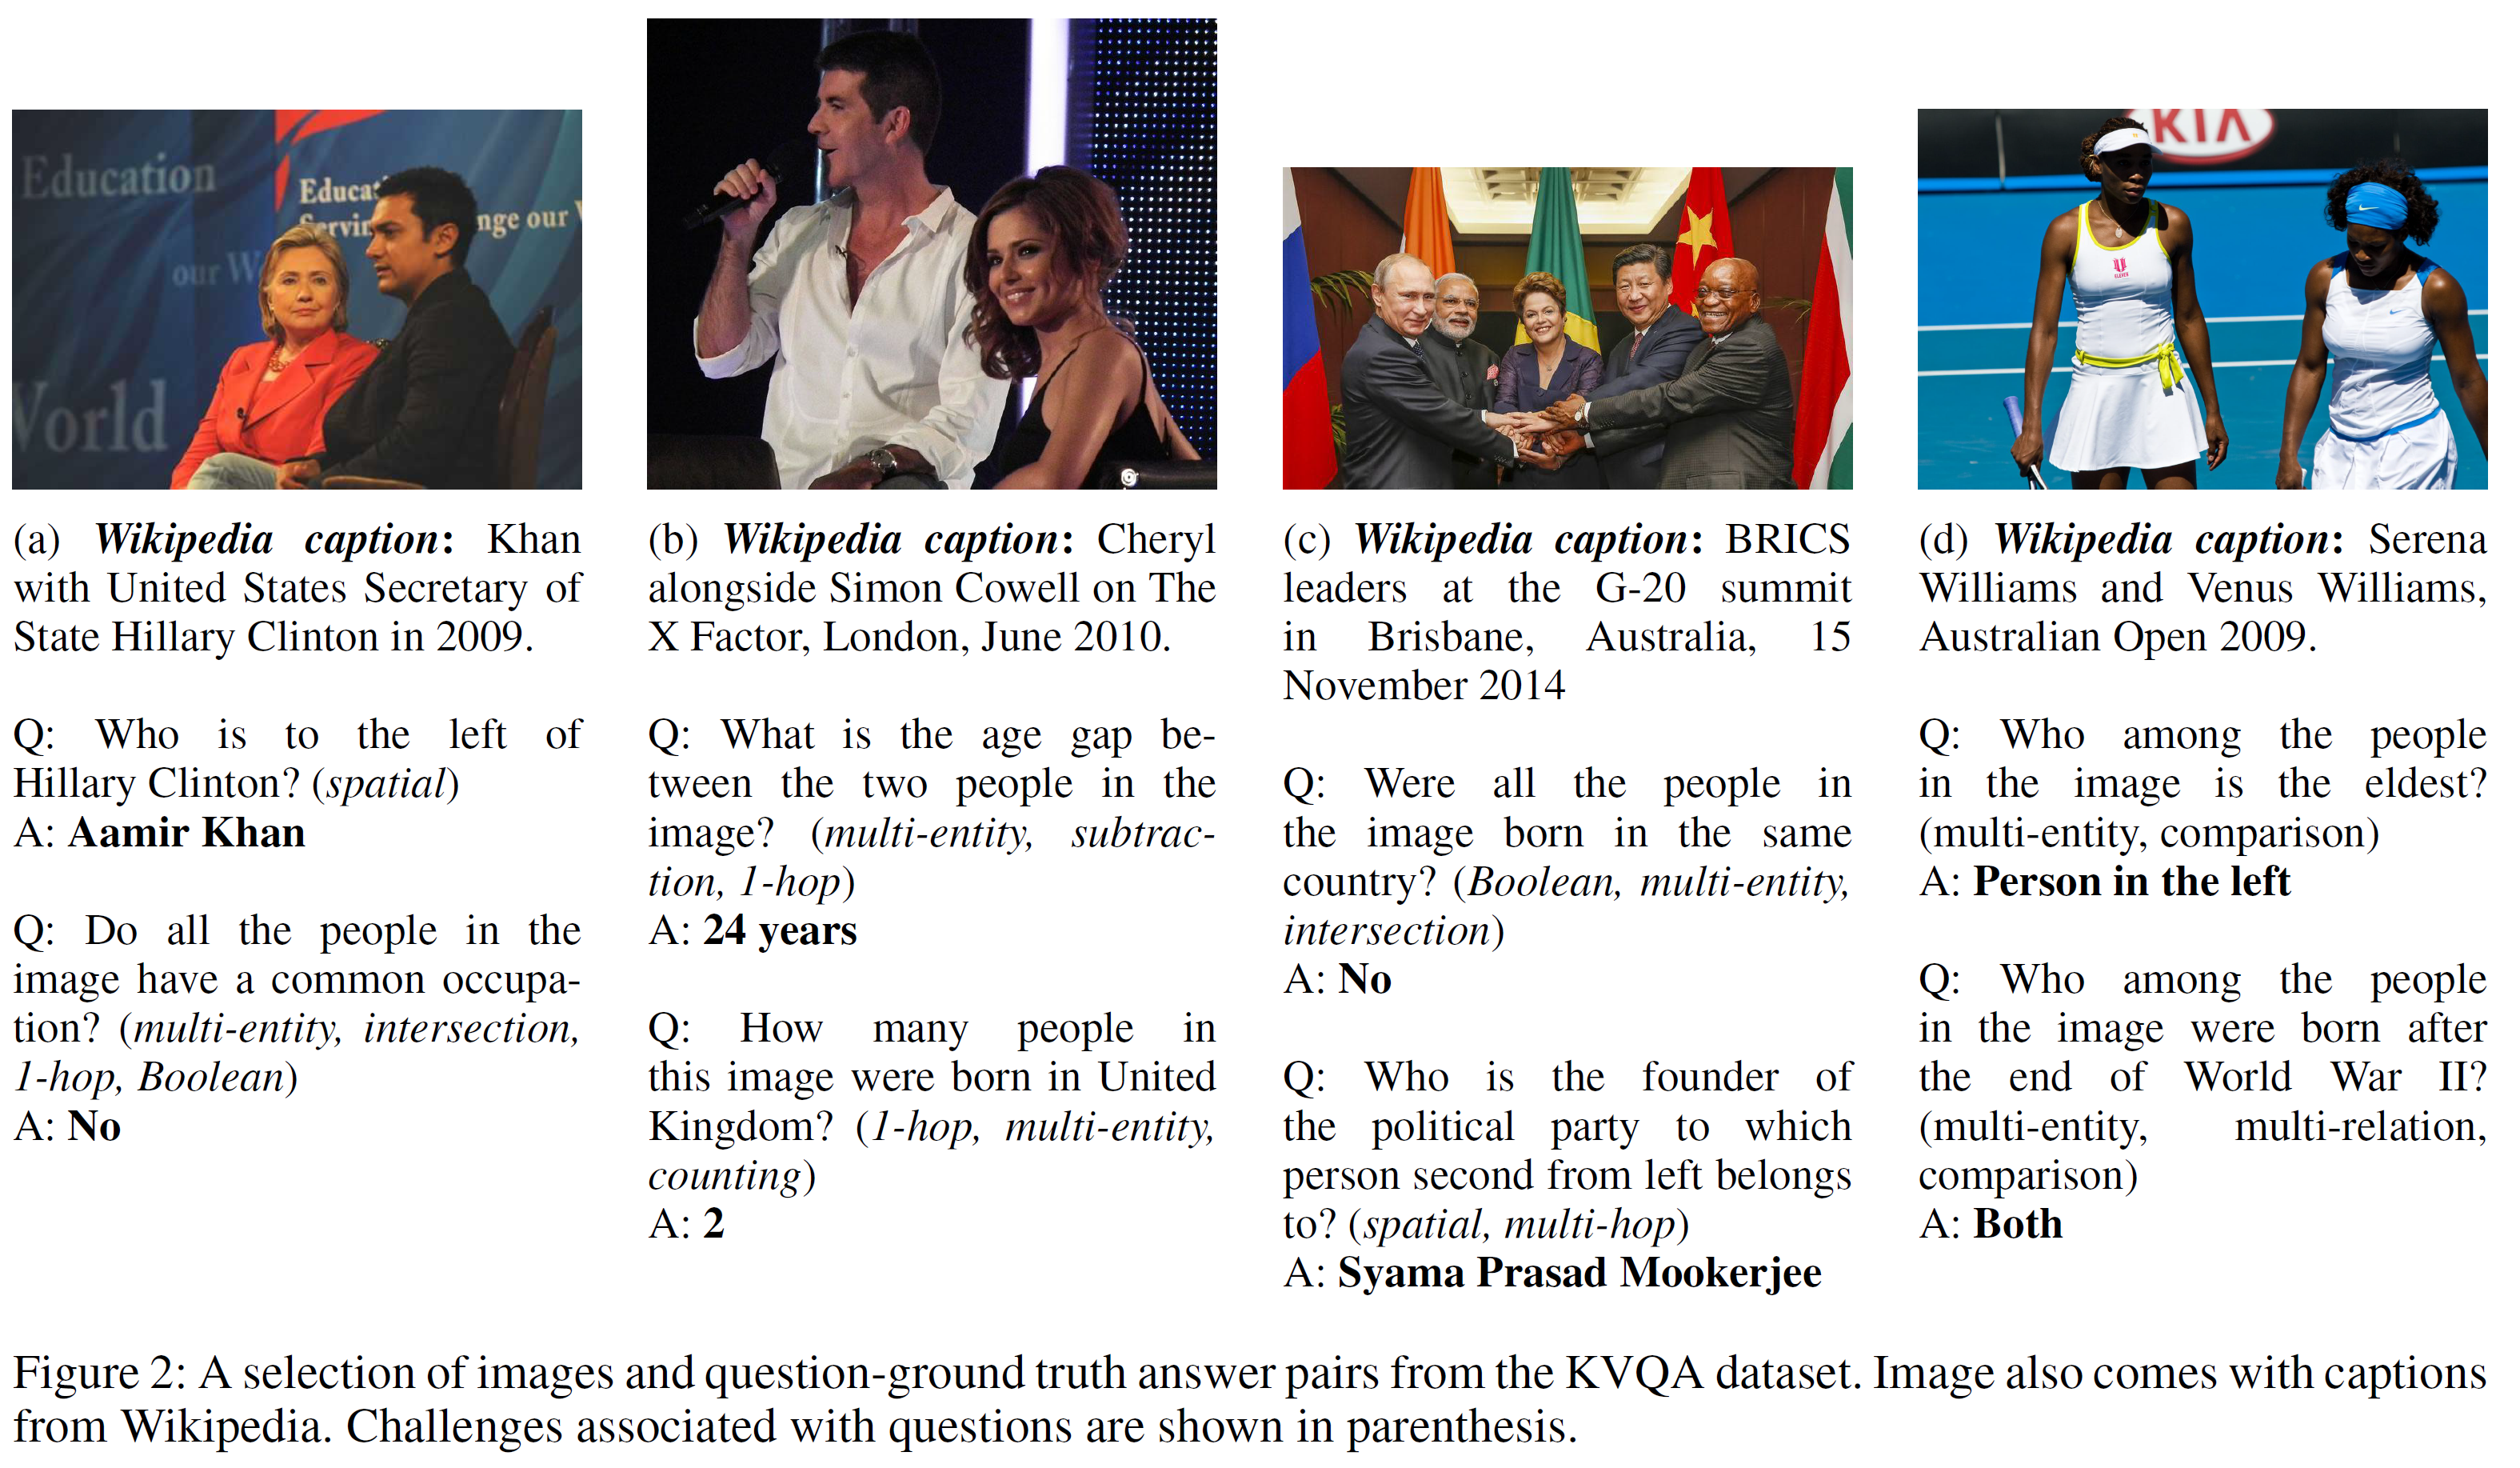 Education
Educat
Servin
nge our
our W
World
KIA
(a) Wikipedia caption: Khan
with United States Secretary of
State Hillary Clinton in 2009.
Q: Who is to the left of
Hillary Clinton? (spatial)
A: Aamir Khan
Q: Do all the people in the
image have a common occupa-
tion? (multi-entity, intersection,
1-hop, Boolean)
A: No
(b) Wikipedia caption: Cheryl
alongside Simon Cowell on The
X Factor, London, June 2010.
Q: What is the age gap be-
tween the two people in the
image? (multi-entity, subtrac-
tion, 1-hop)
A: 24 years
Q: How many people in
this image were born in United
Kingdom? (1-hop, multi-entity,
counting)
A: 2
(c) Wikipedia caption: BRICS
leaders at the G-20 summit
in Brisbane, Australia, 15
November 2014
Q: Were all the people in
the image born in the same
country? (Boolean, multi-entity,
intersection)
A: No
Q: Who is the founder of
the political party to which
person second from left belongs
to? (spatial, multi-hop)
A: Syama Prasad Mookerjee
(d) Wikipedia caption: Serena
Williams and Venus Williams,
Australian Open 2009.
Q: Who among the people
in the image is the eldest?
(multi-entity, comparison)
A: Person in the left
Q: Who among the people
in the image were born after
the end of World War II?
(multi-entity, multi-relation,
comparison)
A: Both
Figure 2: A selection of images and question-ground truth answer pairs from the KVQA dataset. Image also comes with captions
from Wikipedia. Challenges associated with questions are shown in parenthesis.